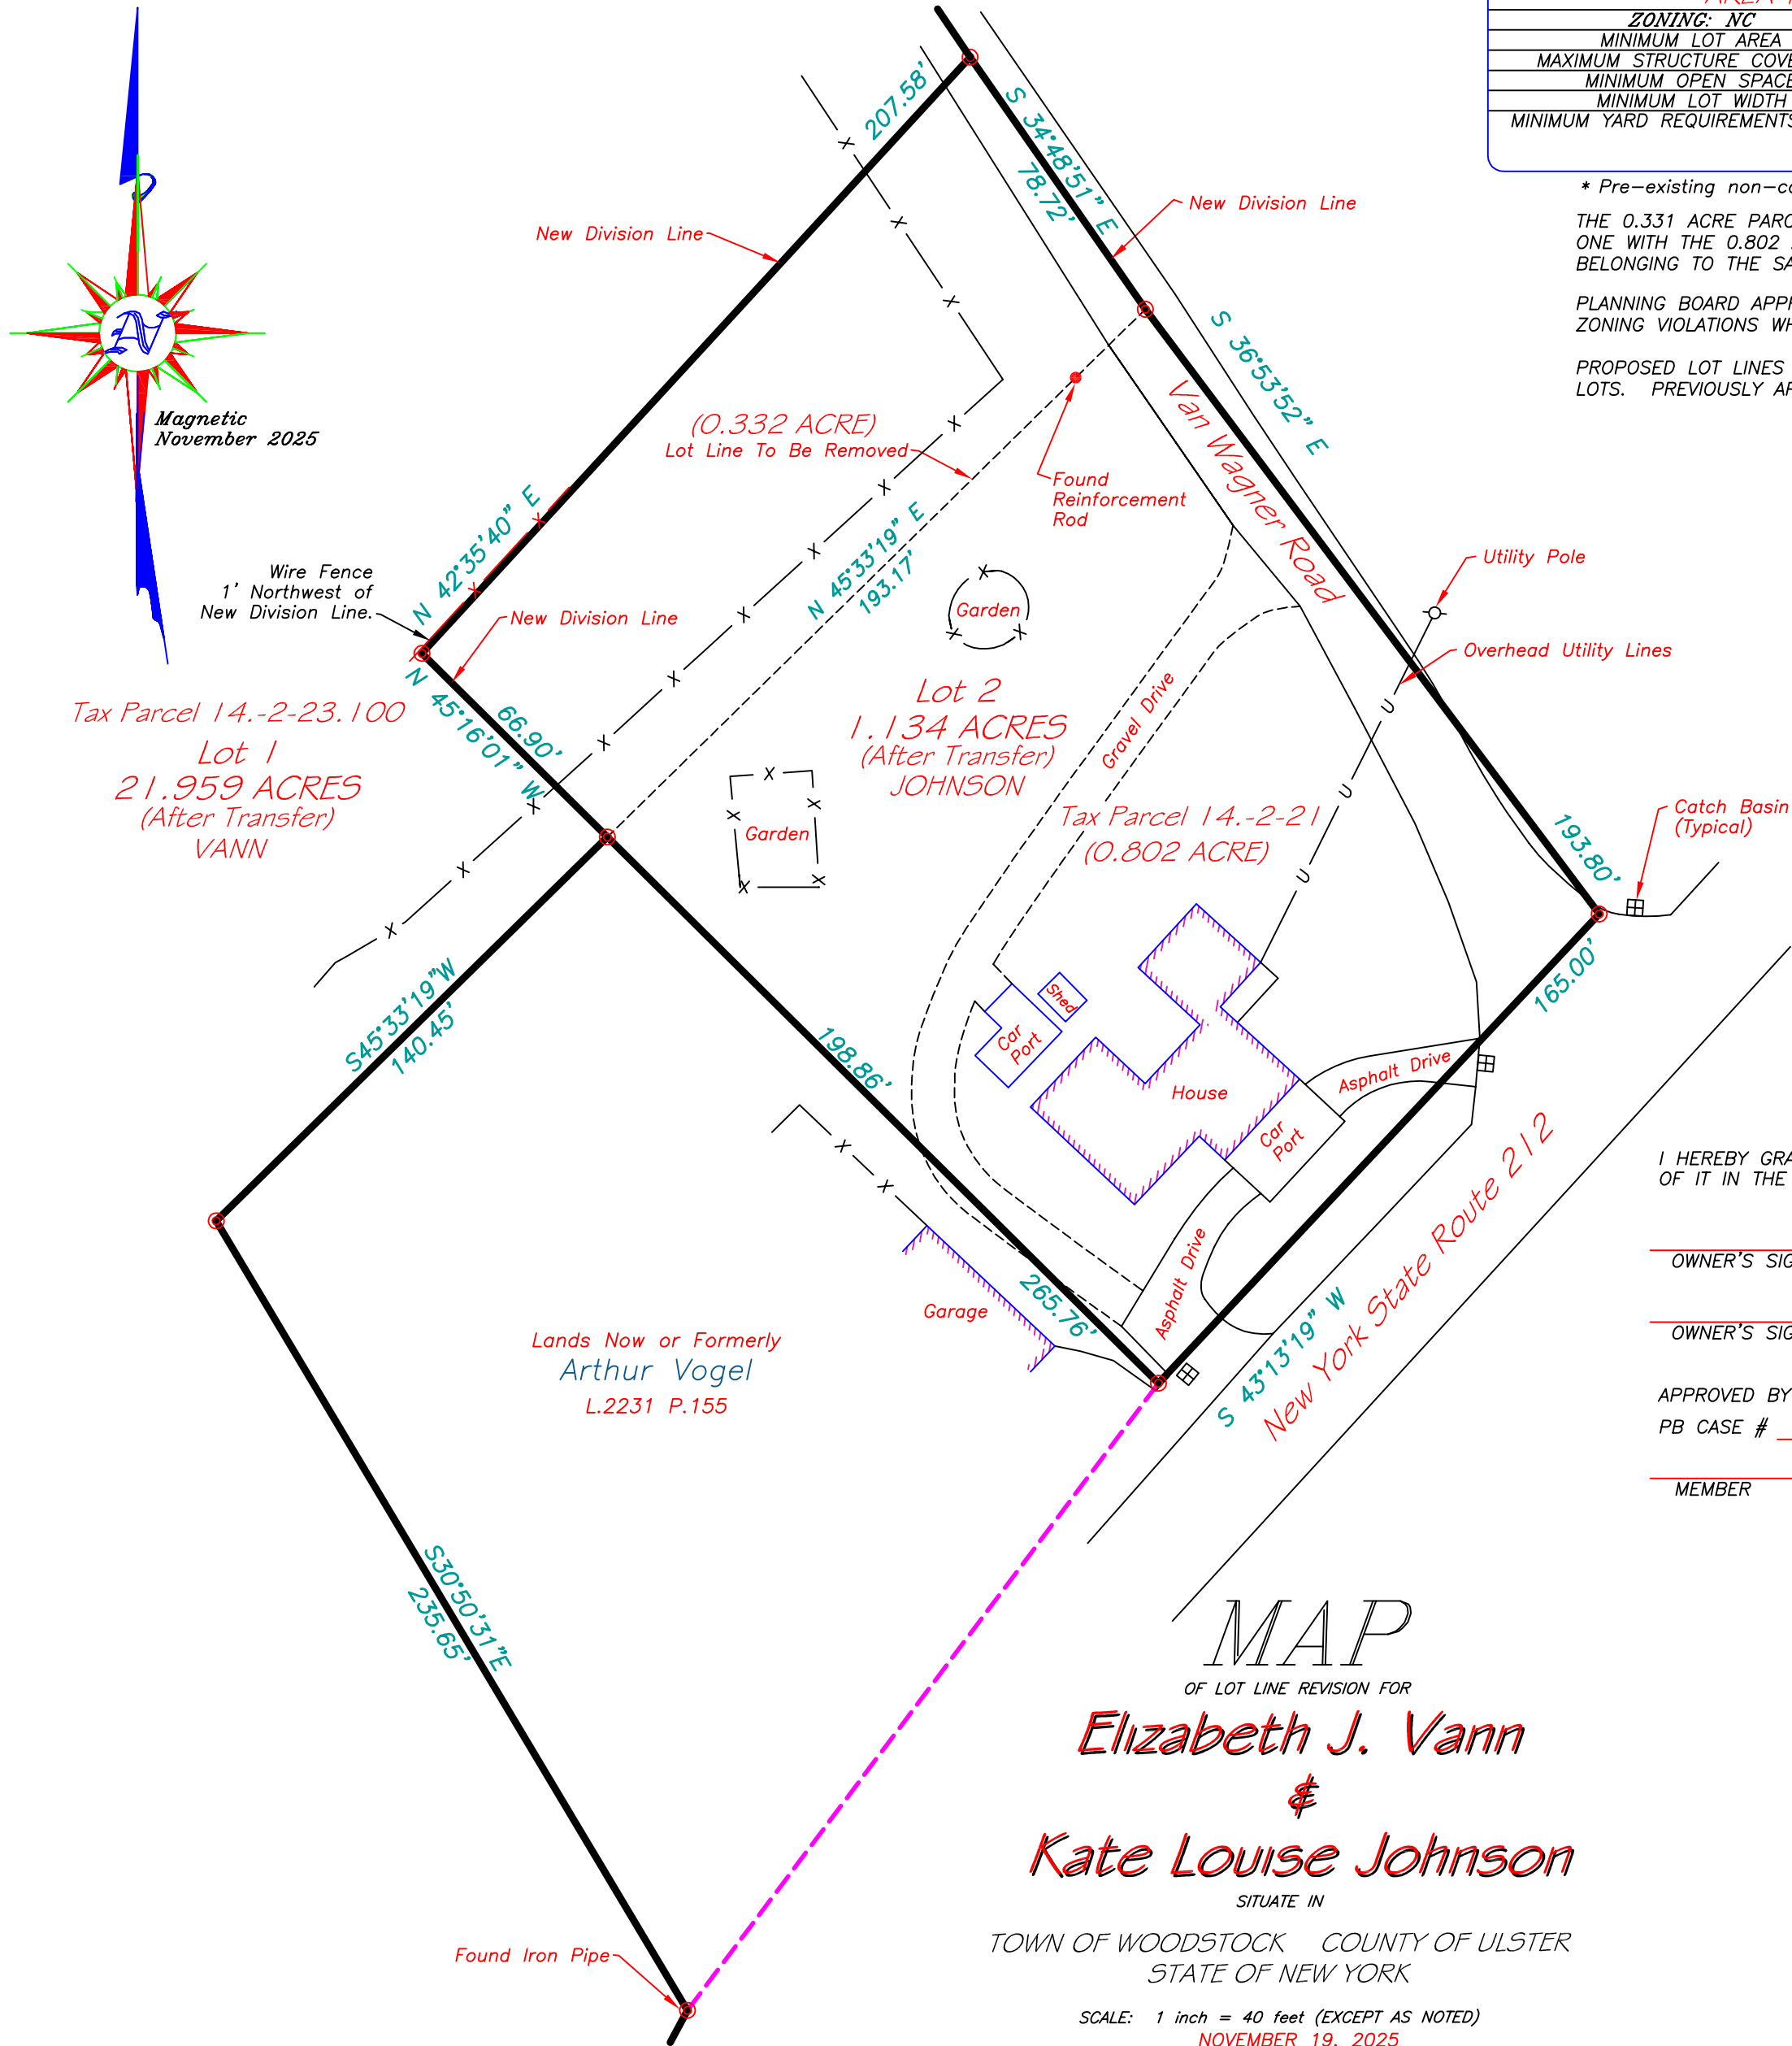 AREA
ZONING: NC
MINIMUM LOT AREA
MAXIMUM STRUCTURE COVE
MINIMUM OPEN SPACE
MINIMUM LOT WIDTH
MINIMUM YARD REQUIREMENTS
* Pre-existing non-co
THE 0.331 ACRE PARC
ONE WITH THE 0.802
BELONGING TO THE SA
PLANNING BOARD APPR
ZONING VIOLATIONS WH
PROPOSED LOT LINES
LOTS. PREVIOUSLY AP
207.58'
S 34°48'51" E
78.72'
New Division Line
New Division Line
Magnetic
November 2025
S 36°53'52" E
Van Wagner Road
(0.332 ACRE)
Lot Line To Be Removed
Found
Reinforcement
Rod
N 45°33'19" E
193.17'
N 42°35'40" E
Wire Fence
1' Northwest of
New Division Line.
New Division Line
Utility Pole
Overhead Utility Lines
Garden
Gravel Drive
N 45°16'01" W
66.90'
Tax Parcel 14.-2-23.100
Lot 1
21.959 ACRES
(After Transfer)
VANN
Lot 2
1.134 ACRES
(After Transfer)
JOHNSON
Garden
Tax Parcel 14.-2-21
(0.802 ACRE)
193.80'
Catch Basin
(Typical)
165.00'
S45°33'19"W
140.45'
198.86'
Shed
Car
Port
House
Asphalt Drive
Car
Port
Asphalt Drive
265.76'
Garage
S 43°13'19" W
New York State Route 212
Lands Now or Formerly
Arthur Vogel
L.2231 P.155
I HEREBY GRA
OF IT IN THE
OWNER'S SIG
OWNER'S SIG
APPROVED BY
PB CASE #
MEMBER
S30°50'31"E
235.65'
Found Iron Pipe
MAP
OF LOT LINE REVISION FOR
Elizabeth J. Vann
&
Kate Louise Johnson
SITUATE IN
TOWN OF WOODSTOCK COUNTY OF ULSTER
STATE OF NEW YORK
SCALE: 1 inch = 40 feet (EXCEPT AS NOTED)
NOVEMBER 19, 2025